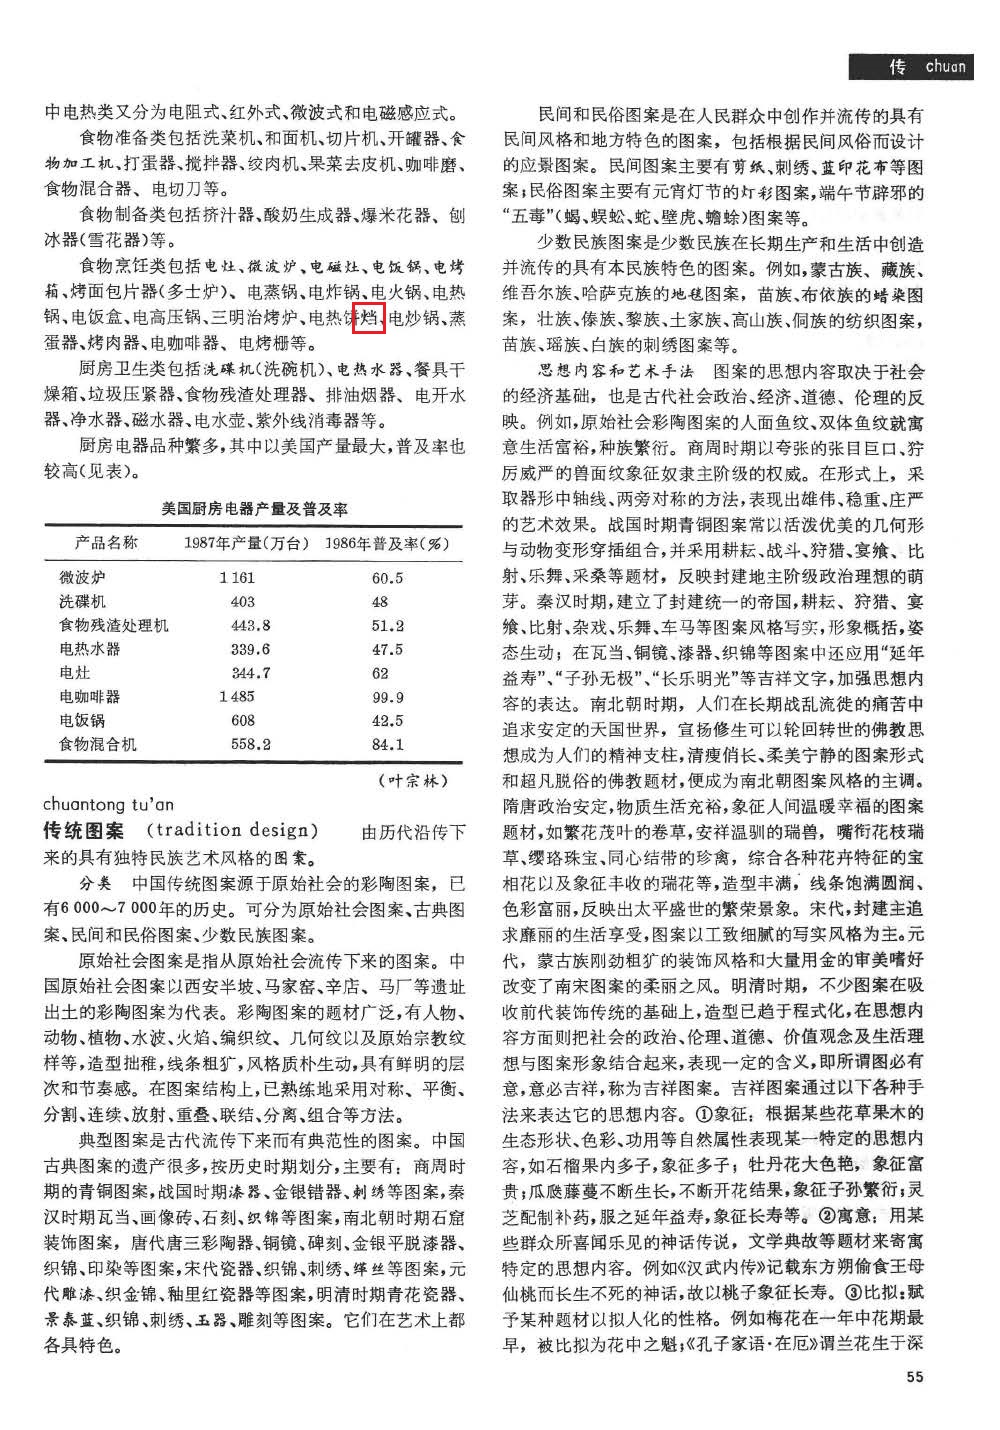 传 chuan
中电热类又分为电阻式、红外式、微波式和电磁感应式。
食物准备类包括洗菜机、和面机、切片机、开罐器、食
物加工机、打蛋器、搅拌器、绞肉机、果菜去皮机、咖啡磨、
食物混合器、电切刀等。
食物制备类包括挤汁器、酸奶生成器、爆米花器、刨
冰器(雪花器)等。
食物烹饪类包括电灶、微波炉、电磁灶、电饭锅、电烤
箱、烤面包片器(多士炉)、电蒸锅、电炸锅、电火锅、电热
锅、电饭盒、电高压锅、三明治烤炉、电热饼铛、电炒锅、蒸
蛋器、烤肉器、电咖啡器、电烤栅等。
厨房卫生类包括洗碟机(洗碗机)、电热水器、餐具干
燥箱、垃圾压紧器、食物残渣处理器、排油烟器、电开水
器、净水器、磁水器、电水壶、紫外线消毒器等。
厨房电器品种繁多,其中以美国产量最大,普及率也
较高(见表)。
美国厨房电器产量及普及率
产品名称 1987年产量(万台) 1986年普及率(%)
微波炉 1 161 60.5
洗碟机 403 48
食物残渣处理机 443.8 51.2
电热水器 339.6 47.5
电灶 344.7 62
电咖啡器 1 485 99.9
电饭锅 608 42.5
食物混合机 558.2 84.1
(叶宗林)
chuantong tu'an
传统图案 (tradition design) 由历代沿传下
来的具有独特民族艺术风格的图案。
分类 中国传统图案源于原始社会的彩陶图案,已
有6 000~7 000年的历史。可分为原始社会图案、古典图
案、民间和民俗图案、少数民族图案。
原始社会图案是指从原始社会流传下来的图案。中
国原始社会图案以西安半坡、马家窑、辛店、马厂等遗址
出土的彩陶图案为代表。彩陶图案的题材广泛,有人物、
动物、植物、水波、火焰、编织纹、几何纹以及原始宗教纹
样等,造型拙稚,线条粗犷,风格质朴生动,具有鲜明的层
次和节奏感。在图案结构上,已熟练地采用对称、平衡、
分割、连续、放射、重叠、联结、分离、组合等方法。
典型图案是古代流传下来而有典范性的图案。中国
古典图案的遗产很多,按历史时期划分,主要有:商周时
期的青铜图案,战国时期漆器、金银错器、刺绣等图案,秦
汉时期瓦当、画像砖、石刻、织锦等图案,南北朝时期石窟
装饰图案,唐代唐三彩陶器、铜镜、碑刻、金银平脱漆器、
织锦、印染等图案,宋代瓷器、织锦、刺绣、缂丝等图案,元
代雕漆、织金锦、釉里红瓷器等图案,明清时期青花瓷器、
景泰蓝、织锦、刺绣、玉器、雕刻等图案。它们在艺术上都
各具特色。
民间和民俗图案是在人民群众中创作并流传的具有
民间风格和地方特色的图案,包括根据民间风俗而设计
的应景图案。民间图案主要有剪纸、刺绣、蓝印花布等图
案;民俗图案主要有元宵灯节的灯彩图案,端午节辟邪的
“五毒”(蝎、蜈蚣、蛇、壁虎、蟾蜍)图案等。
少数民族图案是少数民族在长期生产和生活中创造
并流传的具有本民族特色的图案。例如,蒙古族、藏族、
维吾尔族、哈萨克族的地毯图案,苗族、布依族的蜡染图
案,壮族、傣族、黎族、土家族、高山族、侗族的纺织图案,
苗族、瑶族、白族的刺绣图案等。
思想内容和艺术手法 图案的思想内容取决于社会
的经济基础,也是古代社会政治、经济、道德、伦理的反
映。例如,原始社会彩陶图案的人面鱼纹、双体鱼纹就寓
意生活富裕,种族繁衍。商周时期以夸张的张目巨口、狞
厉威严的兽面纹象征奴隶主阶级的权威。在形式上,采
取器形中轴线、两旁对称的方法,表现出雄伟、稳重、庄严
的艺术效果。战国时期青铜图案常以活泼优美的几何形
与动物变形穿插组合,并采用耕耘、战斗、狩猎、宴飨、比
射、乐舞、采桑等题材,反映封建地主阶级政治理想的萌
芽。秦汉时期,建立了封建统一的帝国,耕耘、狩猎、宴
飨、比射、杂戏、乐舞、车马等图案风格写实,形象概括,姿
态生动;在瓦当、铜镜、漆器、织锦等图案中还应用“延年
益寿”、“子孙无极”、“长乐明光”等吉祥文字,加强思想内
容的表达。南北朝时期,人们在长期战乱流徙的痛苦中
追求安定的天国世界,宣扬修生可以轮回转世的佛教思
想成为人们的精神支柱,清瘦俏长、柔美宁静的图案形式
和超凡脱俗的佛教题材,便成为南北朝图案风格的主调。
隋唐政治安定,物质生活充裕,象征人间温暖幸福的图案
题材,如繁花茂叶的卷草,安祥温驯的瑞兽,嘴衔花枝瑞
草、缨珞珠宝、同心结带的珍禽,综合各种花卉特征的宝
相花以及象征丰收的瑞花等,造型丰满,线条饱满圆润、
色彩富丽,反映出太平盛世的繁荣景象。宋代,封建主追
求靡丽的生活享受,图案以工致细腻的写实风格为主。元
代,蒙古族刚劲粗犷的装饰风格和大量用金的审美嗜好
改变了南宋图案的柔丽之风。明清时期,不少图案在吸
收前代装饰传统的基础上,造型已趋于程式化,在思想内
容方面则把社会的政治、伦理、道德、价值观念及生活理
想与图案形象结合起来,表现一定的含义,即所谓图必有
意,意必吉祥,称为吉祥图案。吉祥图案通过以下各种手
法来表达它的思想内容。①象征:根据某些花草果木的
生态形状、色彩、功用等自然属性表现某一特定的思想内
容,如石榴果内多子,象征多子;牡丹花大色艳,象征富
贵;瓜瓞藤蔓不断生长,不断开花结果,象征子孙繁衍;灵
芝配制补药,服之延年益寿,象征长寿等。②寓意:用某
些群众所喜闻乐见的神话传说,文学典故等题材来寄寓
特定的思想内容。例如《汉武内传》记载东方朔偷食王母
仙桃而长生不死的神话,故以桃子象征长寿。③比拟:赋
予某种题材以拟人化的性格。例如梅花在一年中花期最
早,被比拟为花中之魁;《孔子家语·在厄》谓兰花生于深
55